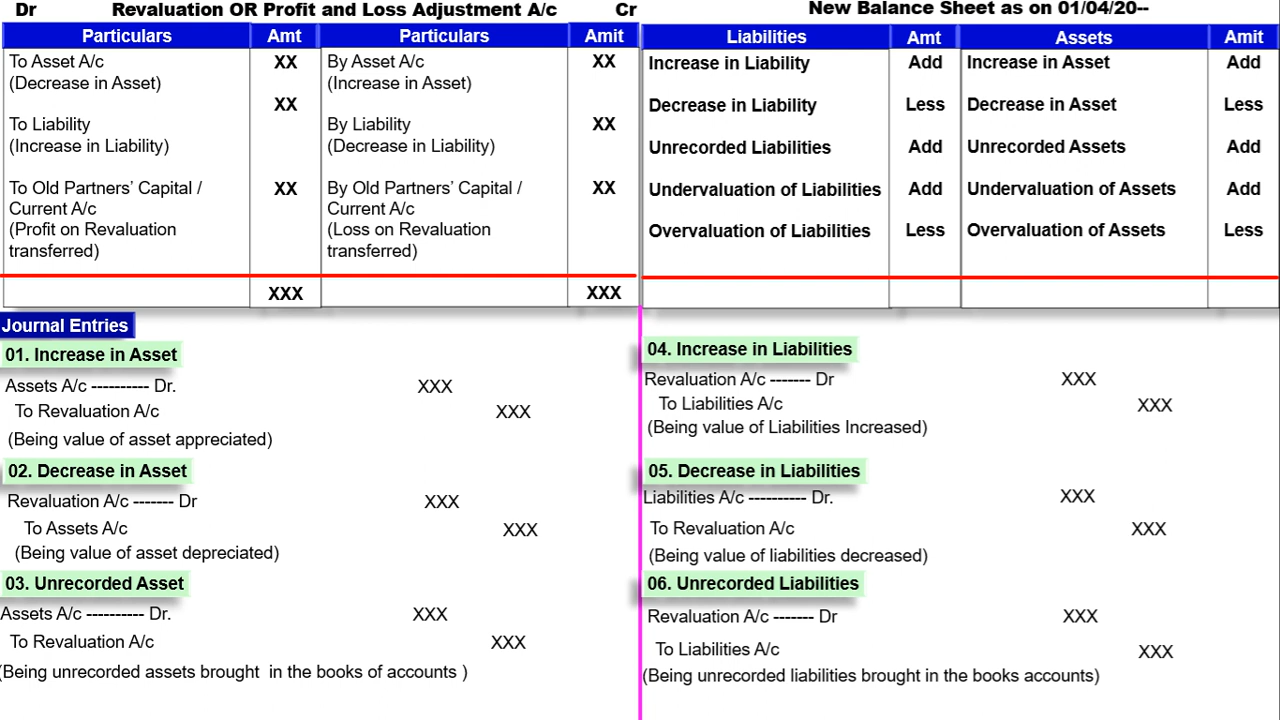 Dr Revaluation OR Profit and Loss Adjustment A/c Cr
Particulars Amt Particulars Amit
To Asset A/c XX By Asset A/c XX
(Decrease in Asset) (Increase in Asset)
XX
To Liability By Liability XX
(Increase in Liability) (Decrease in Liability)
To Old Partners' Capital / XX By Old Partners' Capital / XX
Current A/c Current A/c
(Profit on Revaluation (Loss on Revaluation
transferred) transferred)
XXX XXX
New Balance Sheet as on 01/04/20--
Liabilities Amt Assets Amit
Increase in Liability Add Increase in Asset Add
Decrease in Liability Less Decrease in Asset Less
Unrecorded Liabilities Add Unrecorded Assets Add
Undervaluation of Liabilities Add Undervaluation of Assets Add
Overvaluation of Liabilities Less Overvaluation of Assets Less
Journal Entries
01. Increase in Asset
Assets A/c ---------- Dr. XXX
To Revaluation A/c XXX
(Being value of asset appreciated)
02. Decrease in Asset
Revaluation A/c ------- Dr XXX
To Assets A/c XXX
(Being value of asset depreciated)
03. Unrecorded Asset
Assets A/c ---------- Dr. XXX
To Revaluation A/c XXX
(Being unrecorded assets brought in the books of accounts )
04. Increase in Liabilities
Revaluation A/c ------- Dr XXX
To Liabilities A/c XXX
(Being value of Liabilities Increased)
05. Decrease in Liabilities
Liabilities A/c ---------- Dr. XXX
To Revaluation A/c XXX
(Being value of liabilities decreased)
06. Unrecorded Liabilities
Revaluation A/c ------- Dr XXX
To Liabilities A/c XXX
(Being unrecorded liabilities brought in the books accounts)